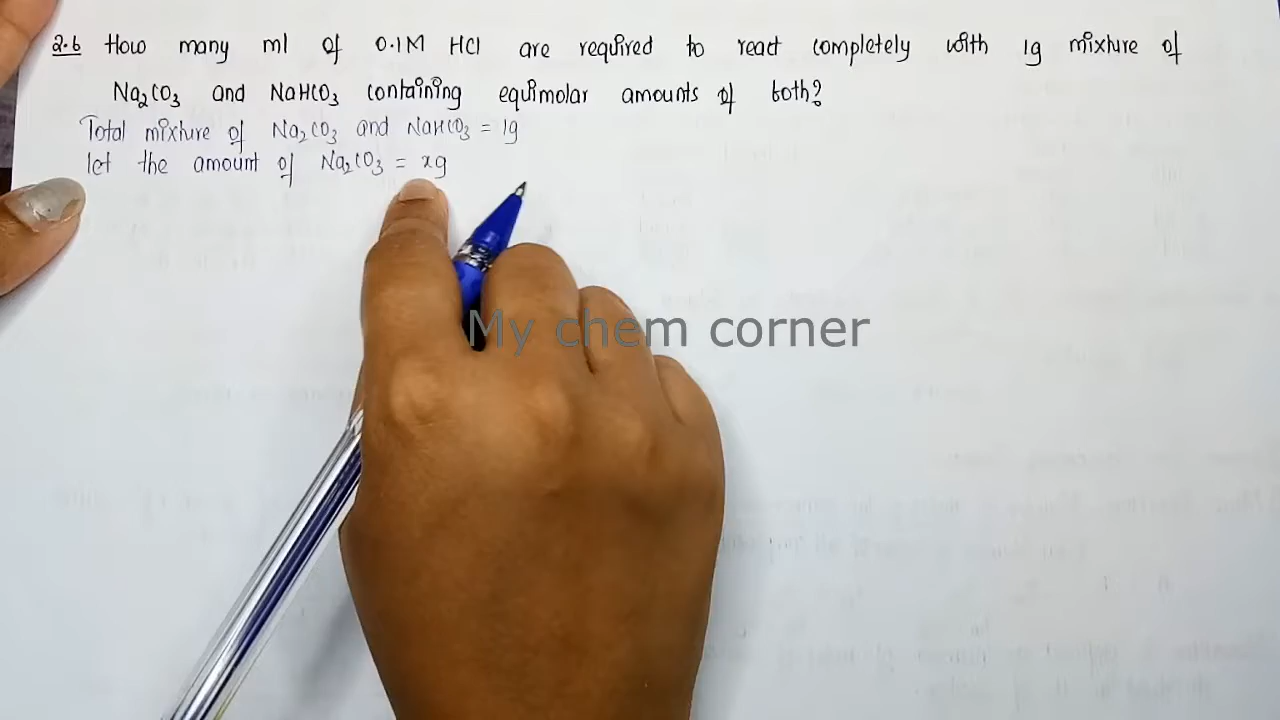 2.6 How many ml of 0.1M HCl are required to react completely with 1g mixture of
Na₂CO₃ and NaHCO₃ containing equimolar amounts of both?
Total mixture of Na₂CO₃ and NaHCO₃ = 1g
let the amount of Na₂CO₃ = xg
My chem corner